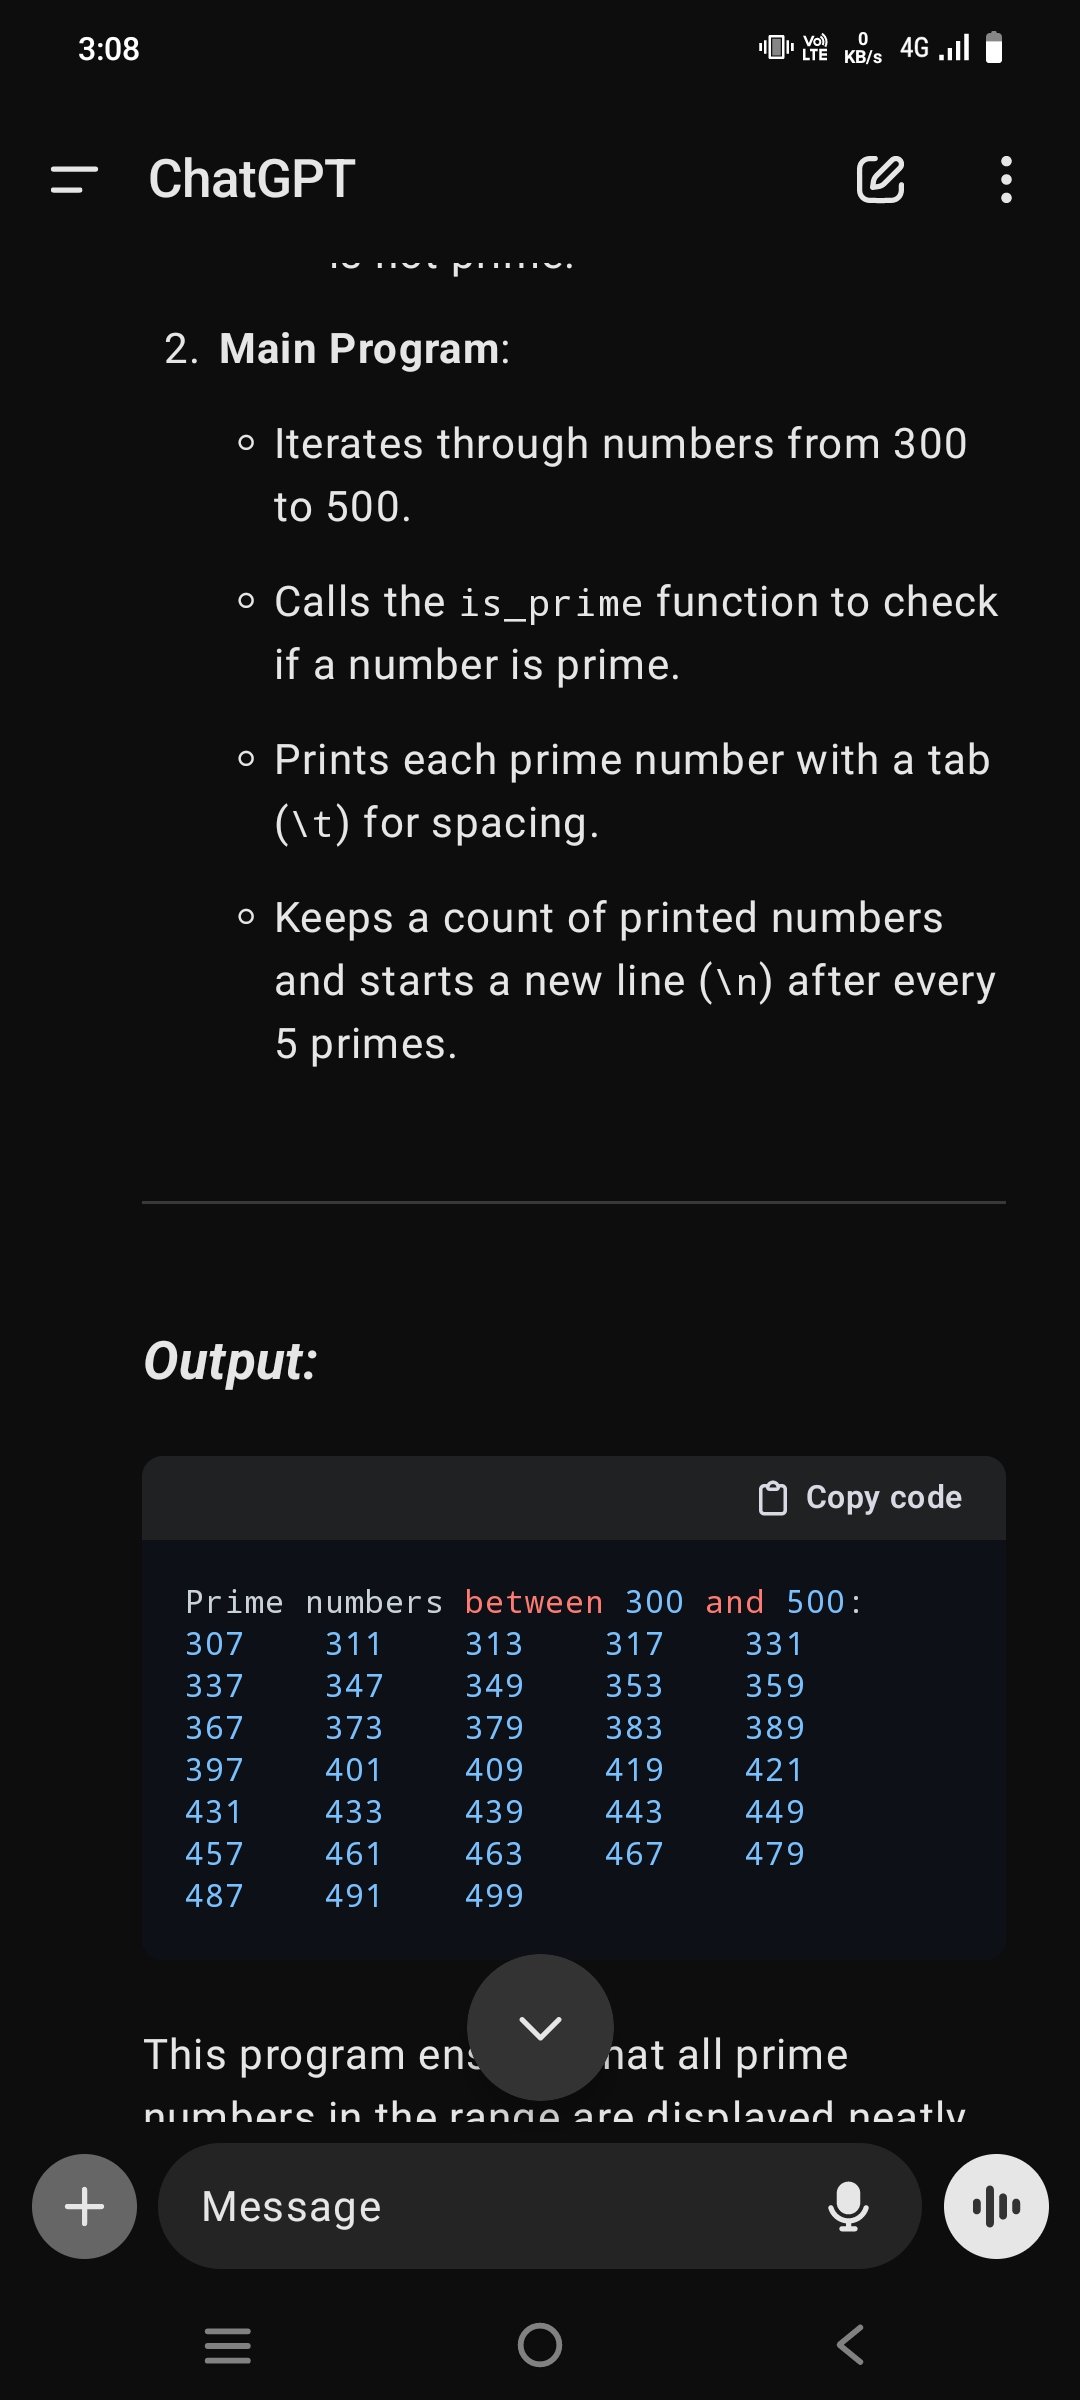 3:08
Vo)) LTE 0 KB/s 4G
ChatGPT
is not prime.
2. Main Program:
Iterates through numbers from 300
to 500.
Calls the is_prime function to check
if a number is prime.
Prints each prime number with a tab
(\t) for spacing.
Keeps a count of printed numbers
and starts a new line (\n) after every
5 primes.
Output:
Copy code
Prime numbers between 300 and 500:
307 311 313 317 331
337 347 349 353 359
367 373 379 383 389
397 401 409 419 421
431 433 439 443 449
457 461 463 467 479
487 491 499
This program ens hat all prime
numbers in the range are displayed neatly
Message